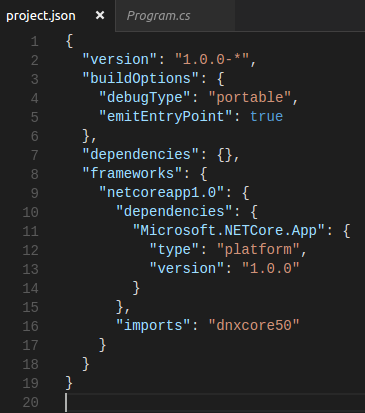 project.json × Program.cs
1 {
2   "version": "1.0.0-*",
3   "buildOptions": {
4     "debugType": "portable",
5     "emitEntryPoint": true
6   },
7   "dependencies": {},
8   "frameworks": {
9     "netcoreapp1.0": {
10       "dependencies": {
11         "Microsoft.NETCore.App": {
12           "type": "platform",
13           "version": "1.0.0"
14         }
15       },
16       "imports": "dnxcore50"
17     }
18   }
19 }
20